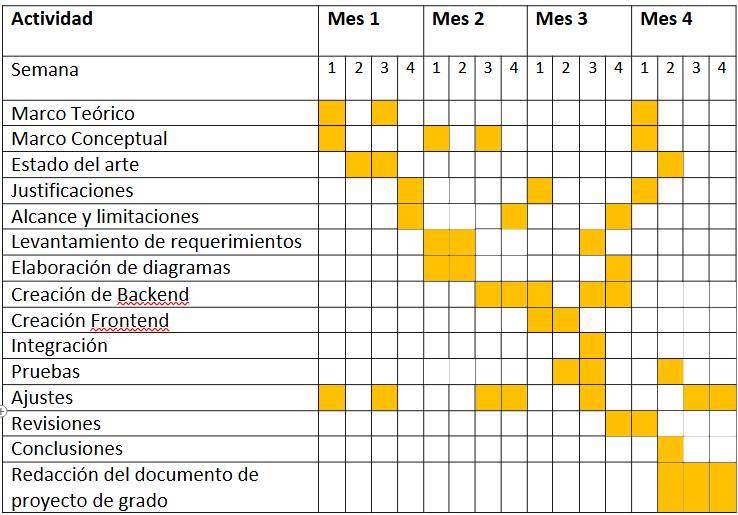 Actividad Mes 1 Mes 2 Mes 3 Mes 4
Semana 1 2 3 4 1 2 3 4 1 2 3 4 1 2 3 4
Marco Teórico
Marco Conceptual
Estado del arte
Justificaciones
Alcance y limitaciones
Levantamiento de requerimientos
Elaboración de diagramas
Creación de Backend
Creación Frontend
Integración
Pruebas
Ajustes
Revisiones
Conclusiones
Redacción del documento de
proyecto de grado